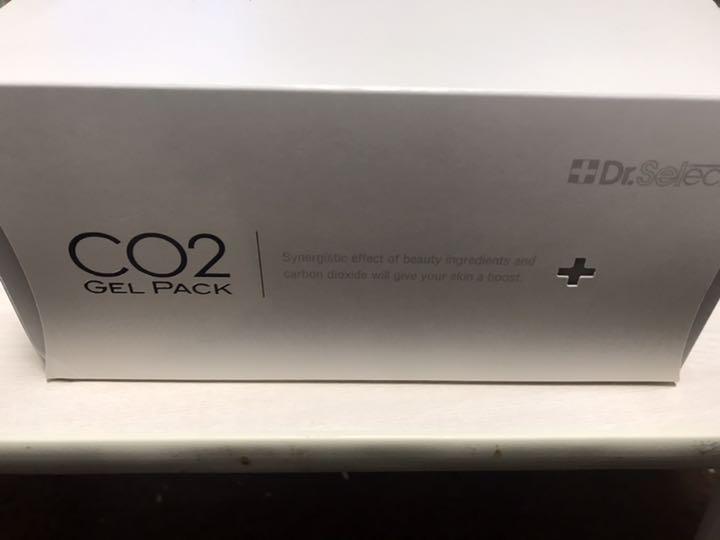 Dr.Selec
CO2
GEL PACK
Synergistic effect of beauty ingredients and
carbon dioxide will give your skin a boost.